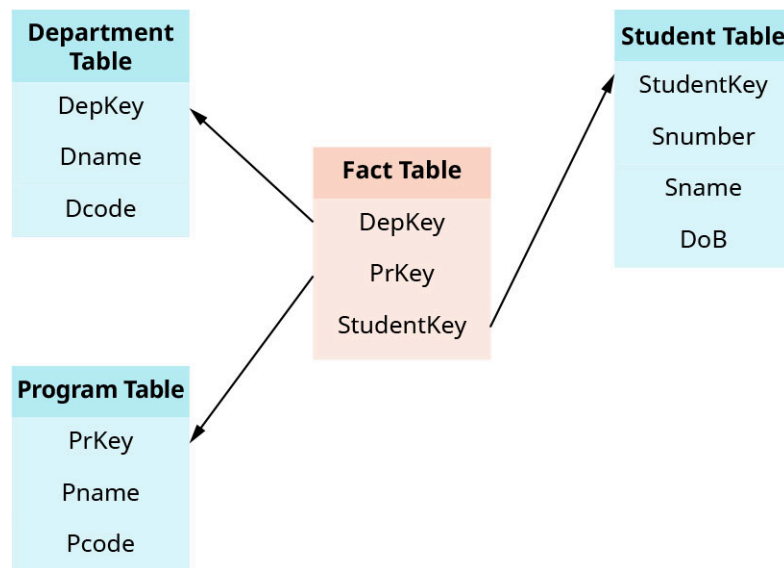 Department
Table
DepKey
Dname
Dcode
Fact Table
DepKey
PrKey
StudentKey
Student Table
StudentKey
Snumber
Sname
DoB
Program Table
PrKey
Pname
Pcode